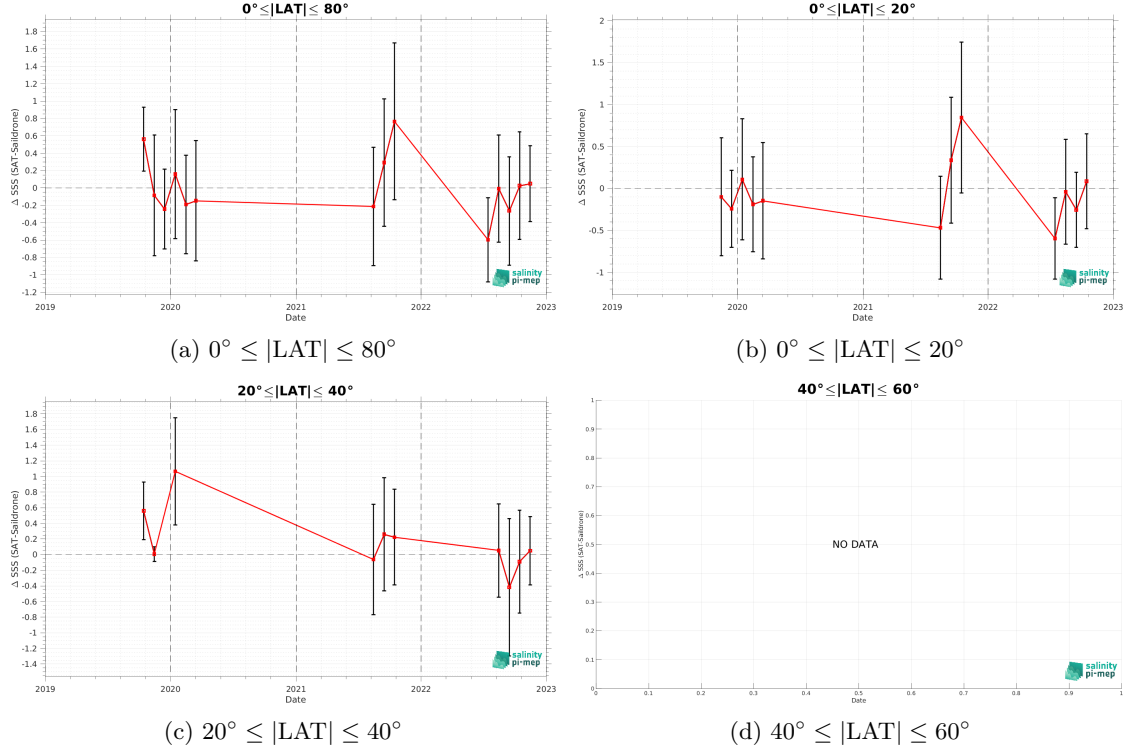 0°≤|LAT|≤ 80°
Δ SSS (SAT-Saildrone)
1.8
1.6
1.4
1.2
1
0.8
0.6
0.4
0.2
0
-0.2
-0.4
-0.6
-0.8
-1
-1.2
salinity
pi-mep
2019 2020 2021 2022 2023
Date
(a) 0° ≤ |LAT| ≤ 80°
0°≤|LAT|≤ 20°
Δ SSS (SAT-Saildrone)
2
1.5
1
0.5
0
-0.5
-1
salinity
pi-mep
2019 2020 2021 2022 2023
Date
(b) 0° ≤ |LAT| ≤ 20°
20°≤|LAT|≤ 40°
Δ SSS (SAT-Saildrone)
1.8
1.6
1.4
1.2
1
0.8
0.6
0.4
0.2
0
-0.2
-0.4
-0.6
-0.8
-1
-1.2
-1.4
salinity
pi-mep
2019 2020 2021 2022 2023
Date
(c) 20° ≤ |LAT| ≤ 40°
40°≤|LAT|≤ 60°
Δ SSS (SAT-Saildrone)
1
0.9
0.8
0.7
0.6
0.5
0.4
0.3
0.2
0.1
0
NO DATA
salinity
pi-mep
0 0.1 0.2 0.3 0.4 0.5 0.6 0.7 0.8 0.9 1
Date
(d) 40° ≤ |LAT| ≤ 60°